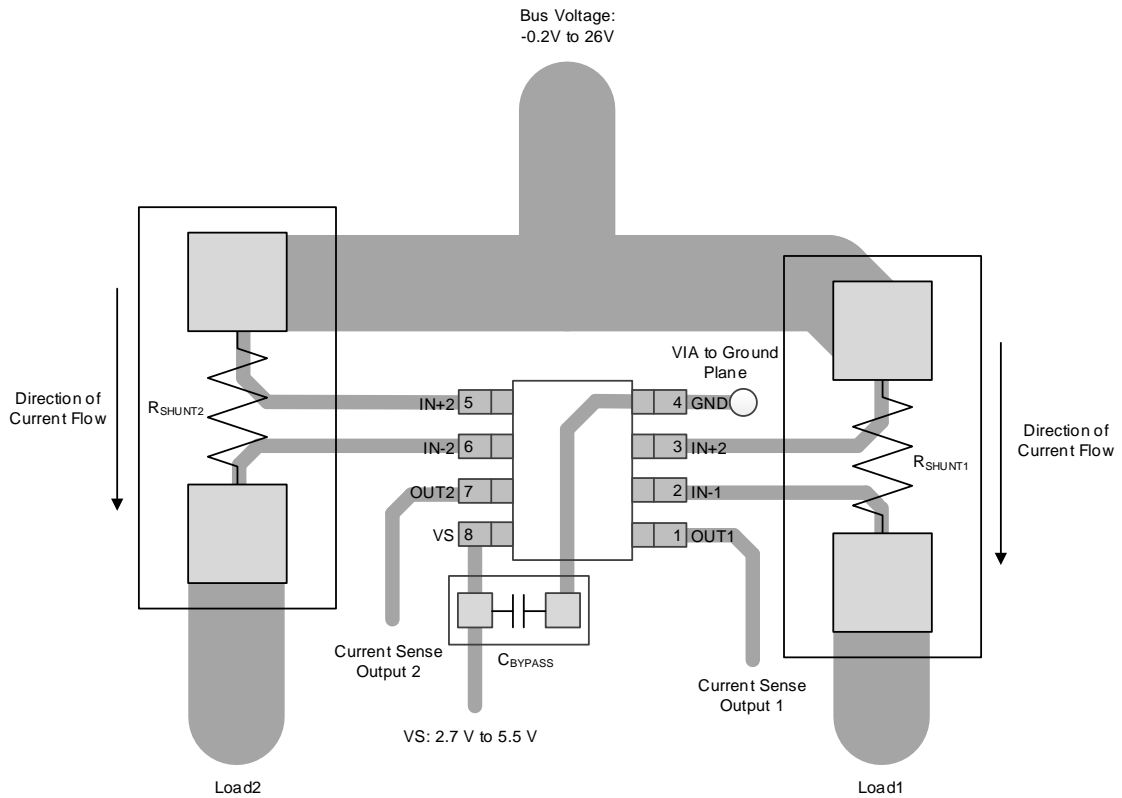 Bus Voltage:
-0.2V to 26V
VIA to Ground
Plane
Direction of
Current Flow
RSHUNT2
IN+2 5
4 GND
IN-2 6
3 IN+2
Direction of
Current Flow
RSHUNT1
OUT2 7
2 IN-1
VS 8
1 OUT1
Current Sense
Output 2
CBYPASS
Current Sense
Output 1
VS: 2.7 V to 5.5 V
Load2
Load1